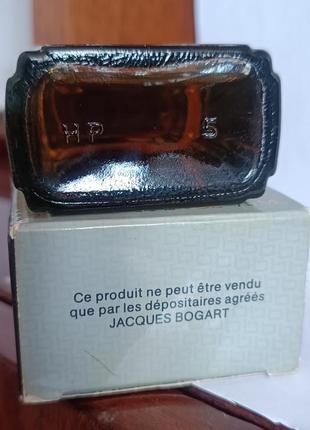 HP 5
Ce produit ne peut être vendu
que par les dépositaires agréés
JACQUES BOGART